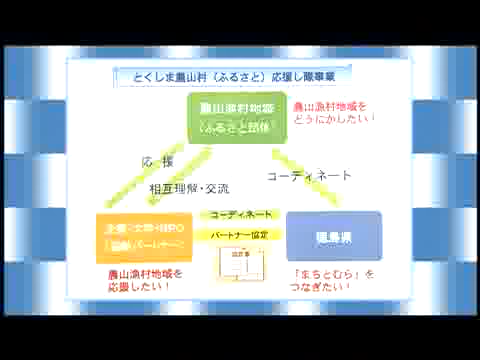 とくしま農山村（ふるさと）応援し隊事業
農山漁村地域
（ふるさと団体）
農山漁村地域を
どうにかしたい！
応援
相互理解・交流
コーディネート
企業・大学・NPO
（協働パートナー）
コーディネート
パートナー協定
徳島県
協定書
農山漁村地域を
応援したい！
「まちとむら」を
つなぎたい！